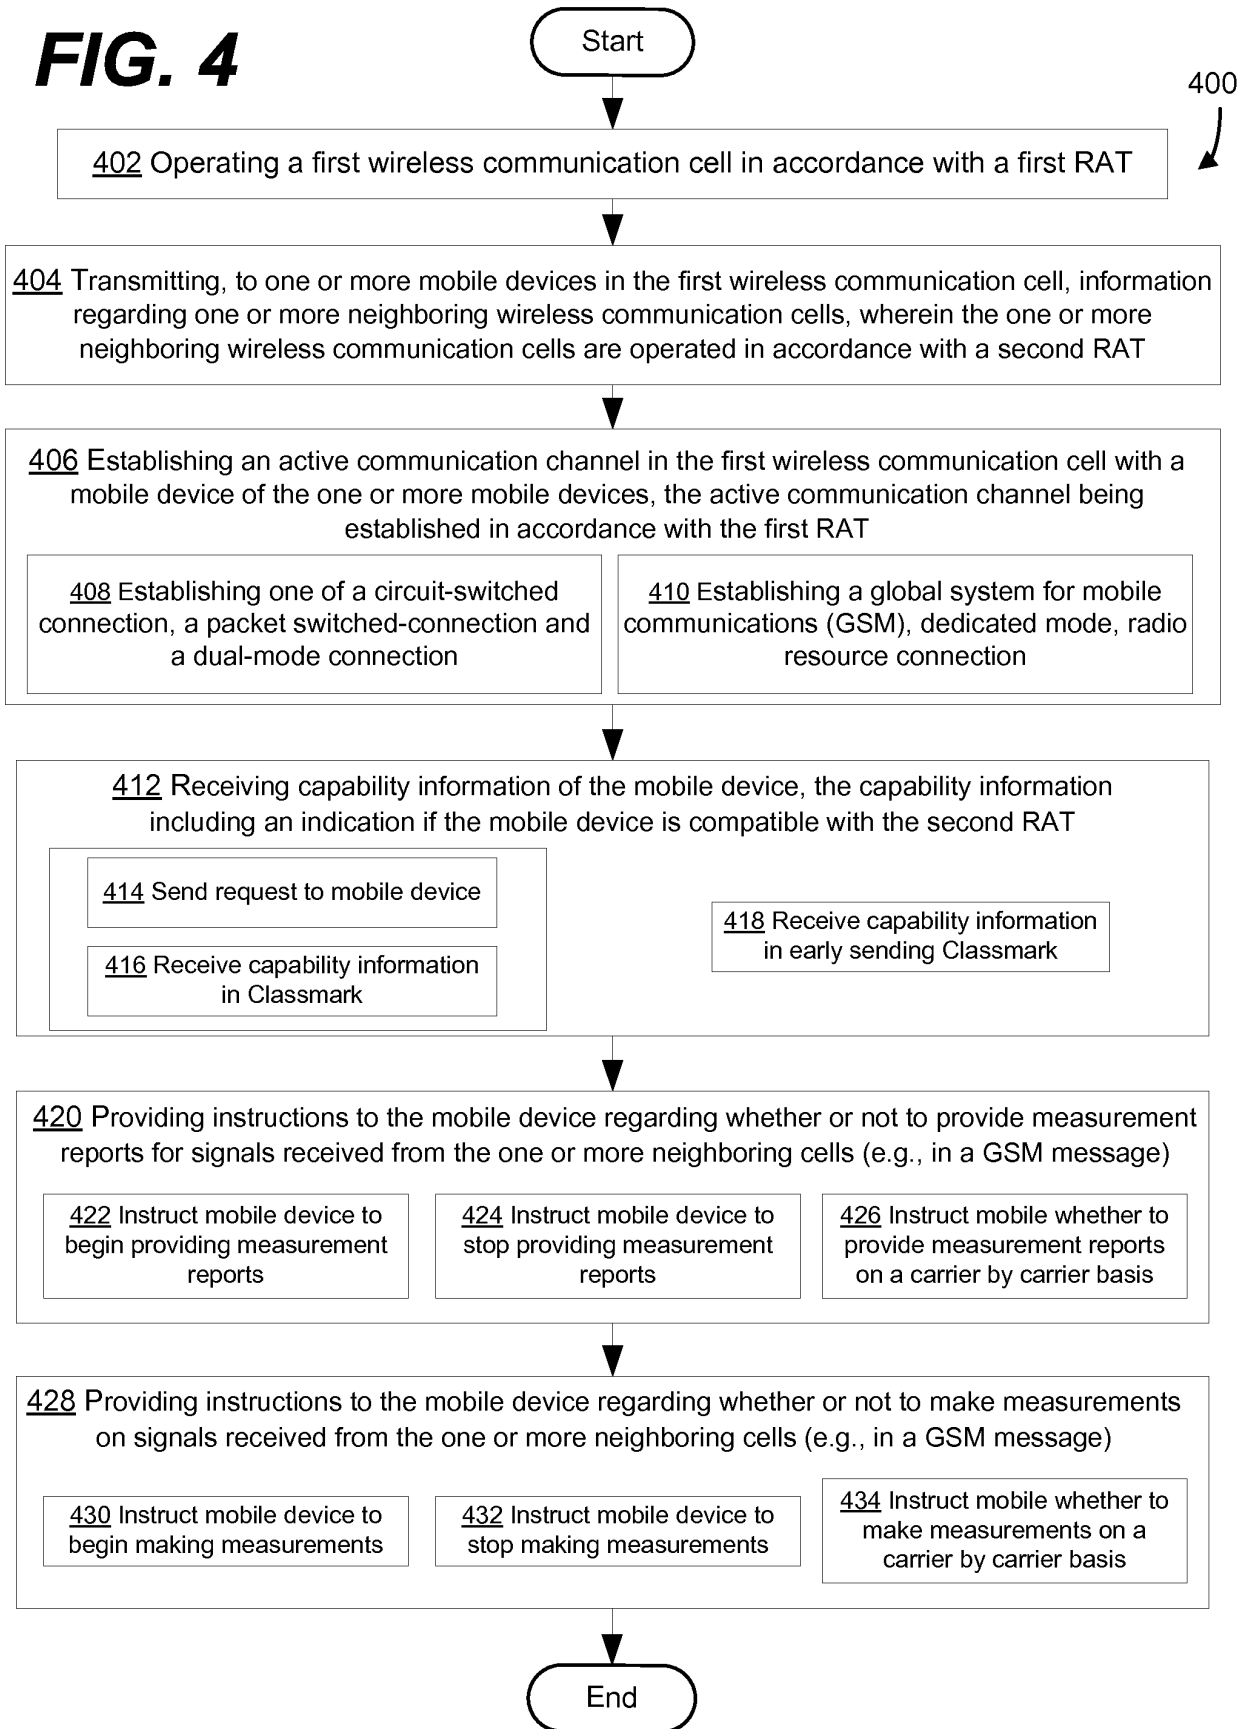 FIG. 4
Start
400
402 Operating a first wireless communication cell in accordance with a first RAT
404 Transmitting, to one or more mobile devices in the first wireless communication cell, information
regarding one or more neighboring wireless communication cells, wherein the one or more
neighboring wireless communication cells are operated in accordance with a second RAT
406 Establishing an active communication channel in the first wireless communication cell with a
mobile device of the one or more mobile devices, the active communication channel being
established in accordance with the first RAT
408 Establishing one of a circuit-switched
connection, a packet switched-connection and
a dual-mode connection
410 Establishing a global system for mobile
communications (GSM), dedicated mode, radio
resource connection
412 Receiving capability information of the mobile device, the capability information
including an indication if the mobile device is compatible with the second RAT
414 Send request to mobile device
416 Receive capability information
in Classmark
418 Receive capability information
in early sending Classmark
420 Providing instructions to the mobile device regarding whether or not to provide measurement
reports for signals received from the one or more neighboring cells (e.g., in a GSM message)
422 Instruct mobile device to
begin providing measurement
reports
424 Instruct mobile device to
stop providing measurement
reports
426 Instruct mobile whether to
provide measurement reports
on a carrier by carrier basis
428 Providing instructions to the mobile device regarding whether or not to make measurements
on signals received from the one or more neighboring cells (e.g., in a GSM message)
430 Instruct mobile device to
begin making measurements
432 Instruct mobile device to
stop making measurements
434 Instruct mobile whether to
make measurements on a
carrier by carrier basis
End